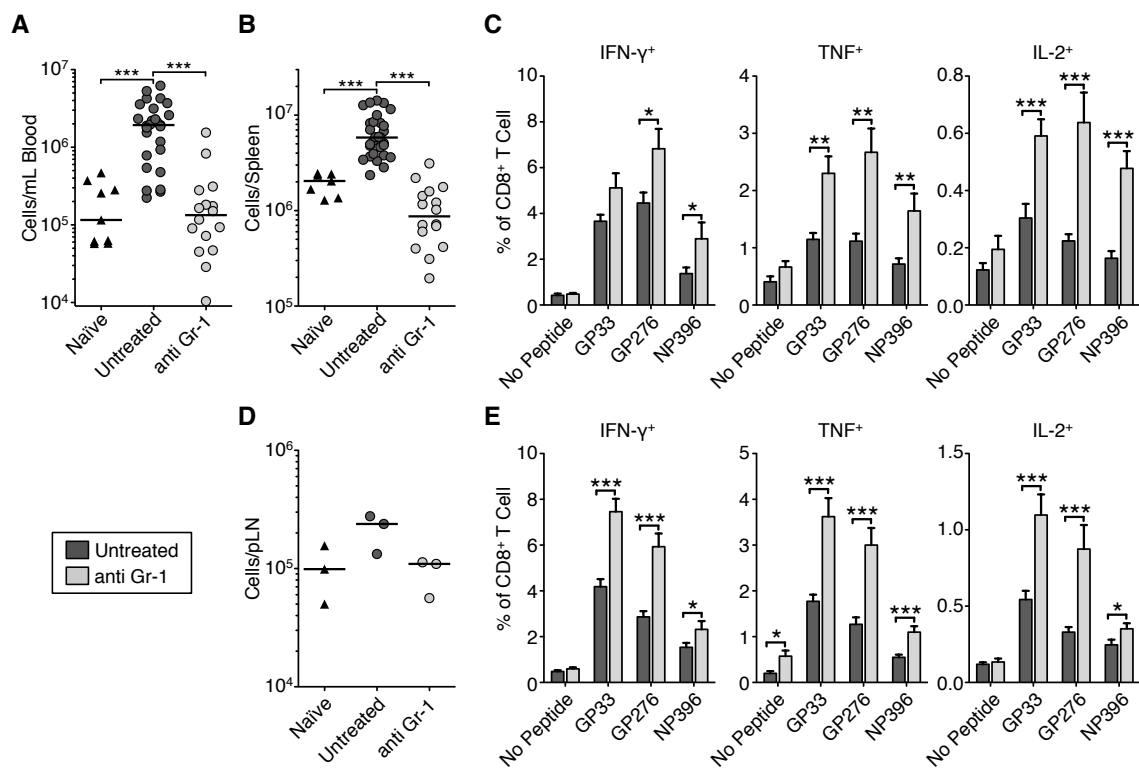 A
Cells/mL Blood
10⁷
10⁶
10⁵
10⁴
***
***
Naïve
Untreated
anti Gr-1
B
Cells/Spleen
10⁷
10⁶
10⁵
***
***
Naïve
Untreated
anti Gr-1
C
% of CD8⁺ T Cell
IFN-γ⁺
10
8
6
4
2
0
*
*
No Peptide
GP33
GP276
NP396
TNF⁺
4
3
2
1
0
**
**
**
No Peptide
GP33
GP276
NP396
IL-2⁺
0.8
0.6
0.4
0.2
0.0
***
***
***
No Peptide
GP33
GP276
NP396
Untreated
anti Gr-1
D
Cells/pLN
10⁶
10⁵
10⁴
Naïve
Untreated
anti Gr-1
E
% of CD8⁺ T Cell
IFN-γ⁺
10
8
6
4
2
0
***
***
*
No Peptide
GP33
GP276
NP396
TNF⁺
5
4
3
2
1
0
*
***
***
***
No Peptide
GP33
GP276
NP396
IL-2⁺
1.5
1.0
0.5
0.0
***
***
*
No Peptide
GP33
GP276
NP396